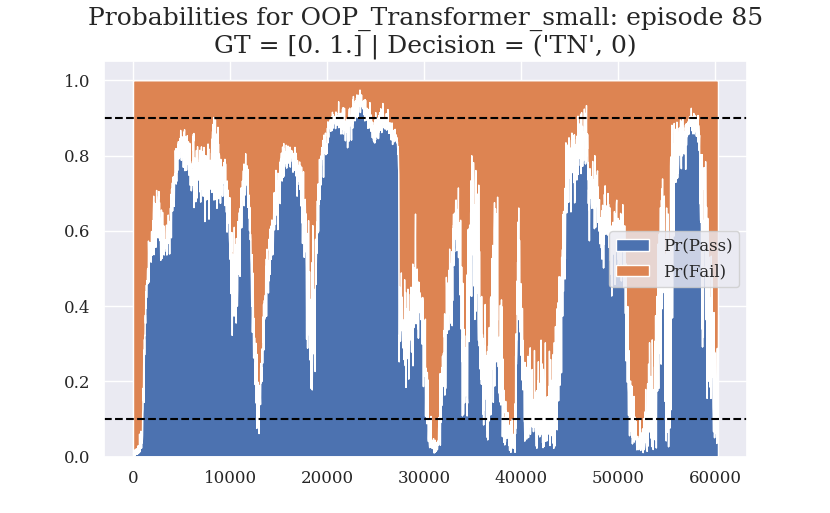 Probabilities for OOP_Transformer_small: episode 85
GT = [0. 1.] | Decision = ('TN', 0)
1.0
0.8
0.6
0.4
0.2
0.0
Pr(Pass)
Pr(Fail)
0 10000 20000 30000 40000 50000 60000